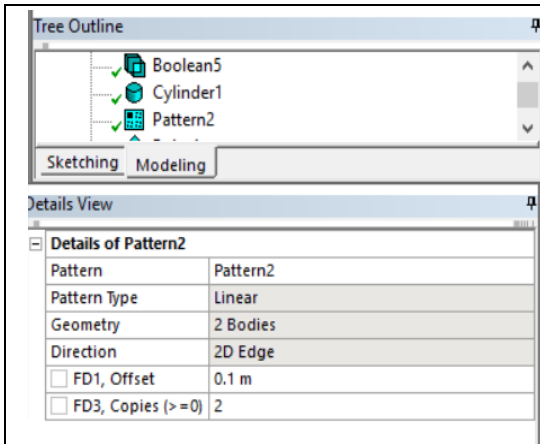 Tree Outline
Boolean5
Cylinder1
Pattern2
Sketching Modeling
Details View
Details of Pattern2
Pattern Pattern2
Pattern Type Linear
Geometry 2 Bodies
Direction 2D Edge
FD1, Offset 0.1 m
FD3, Copies (>=0) 2